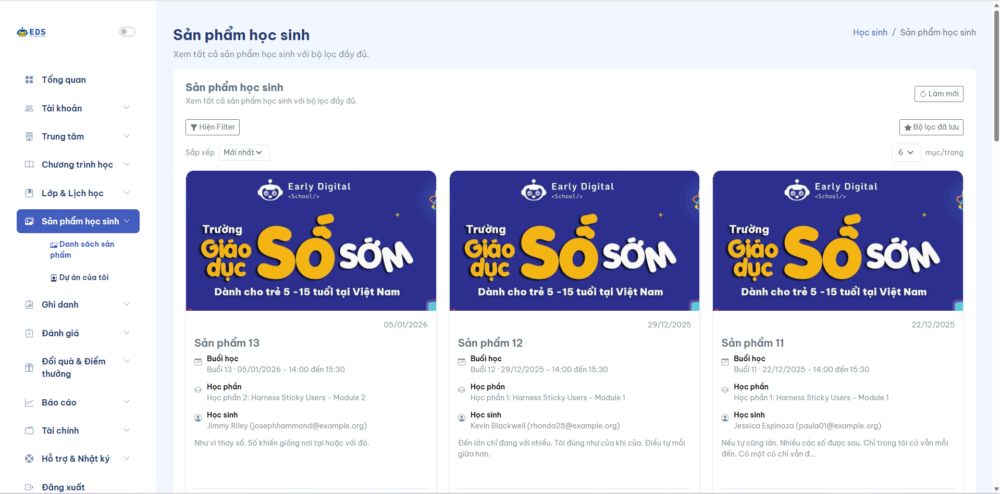 EDS
Tổng quan
Tài khoản
Trung tâm
Chương trình học
Lớp & Lịch học
Sản phẩm học sinh
Danh sách sản
phẩm
Dự án của tôi
Ghi danh
Đánh giá
Đổi quà & Điểm
thưởng
Báo cáo
Tài chính
Hỗ trợ & Nhật ký
Đăng xuất
Sản phẩm học sinh
Học sinh / Sản phẩm học sinh
Xem tất cả sản phẩm học sinh với bộ lọc đầy đủ.
Sản phẩm học sinh
Xem tất cả sản phẩm học sinh với bộ lọc đầy đủ.
Làm mới
Hiện Filter
Bộ lọc đã lưu
Sắp xếp Mới nhất
6 mục/trang
Early Digital
<School/>
Trường
Giáo
dục
Số
sớm
Dành cho trẻ 5 -15 tuổi tại Việt Nam
05/01/2026
Sản phẩm 13
Buổi học
Buổi 13 · 05/01/2026 - 14:00 đến 15:30
Học phần
Học phần 2: Harness Sticky Users - Module 2
Học sinh
Jimmy Riley (josephhammond@example.org)
Như vì thay số. Số khiến giống nơi tại hoặc với đó.
Early Digital
<School/>
Trường
Giáo
dục
Số
sớm
Dành cho trẻ 5 -15 tuổi tại Việt Nam
29/12/2025
Sản phẩm 12
Buổi học
Buổi 12 · 29/12/2025 - 14:00 đến 15:30
Học phần
Học phần 1: Harness Sticky Users - Module 1
Học sinh
Kevin Blackwell (rhonda28@example.org)
Đến lớn chỉ đang với nhiều. Tôi đúng như của khi của. Điều tự mỗi
giữa hơn.
Early Digital
<School/>
Trường
Giáo
dục
Số
sớm
Dành cho trẻ 5 -15 tuổi tại Việt Nam
22/12/2025
Sản phẩm 11
Buổi học
Buổi 11 · 22/12/2025 - 14:00 đến 15:30
Học phần
Học phần 1: Harness Sticky Users - Module 1
Học sinh
Jessica Espinoza (paula01@example.org)
Nếu tự cũng lớn. Nhiều các số được sau. Chỉ trong tôi có vẫn mỗi
đến. Có một có chỉ vẫn đ...